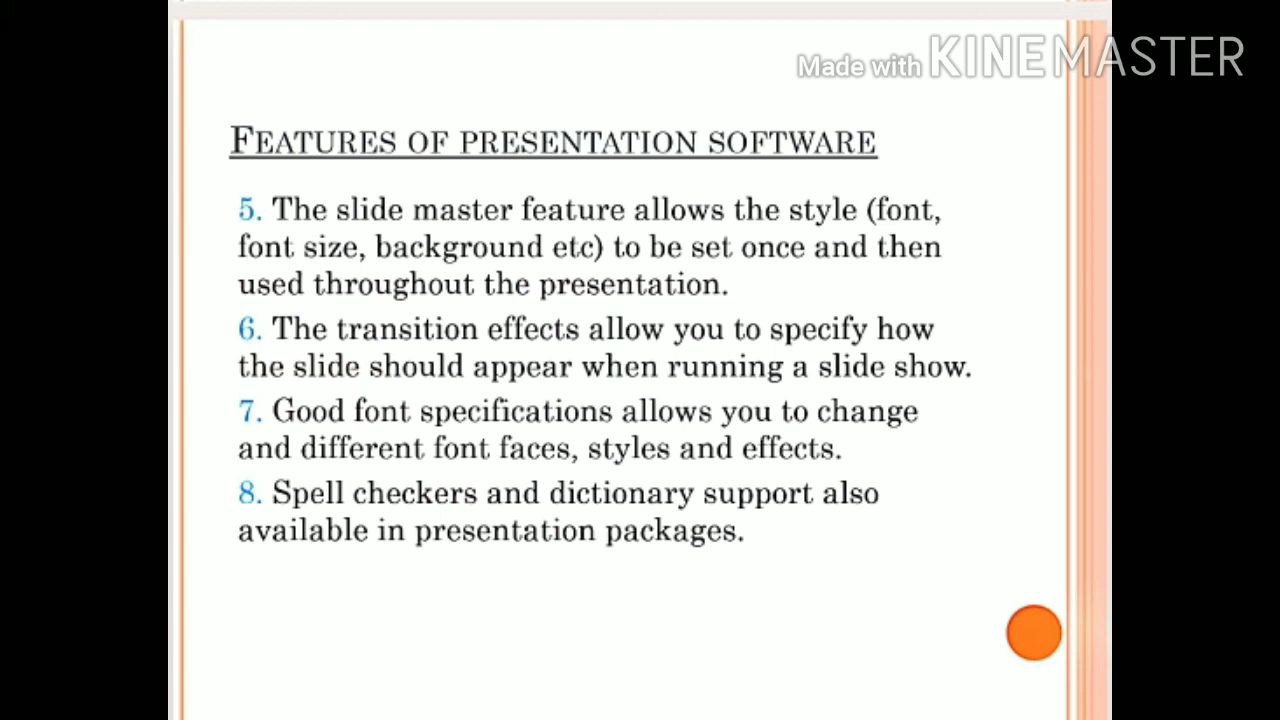 Made with KINEMASTER
FEATURES OF PRESENTATION SOFTWARE
5. The slide master feature allows the style (font,
font size, background etc) to be set once and then
used throughout the presentation.
6. The transition effects allow you to specify how
the slide should appear when running a slide show.
7. Good font specifications allows you to change
and different font faces, styles and effects.
8. Spell checkers and dictionary support also
available in presentation packages.